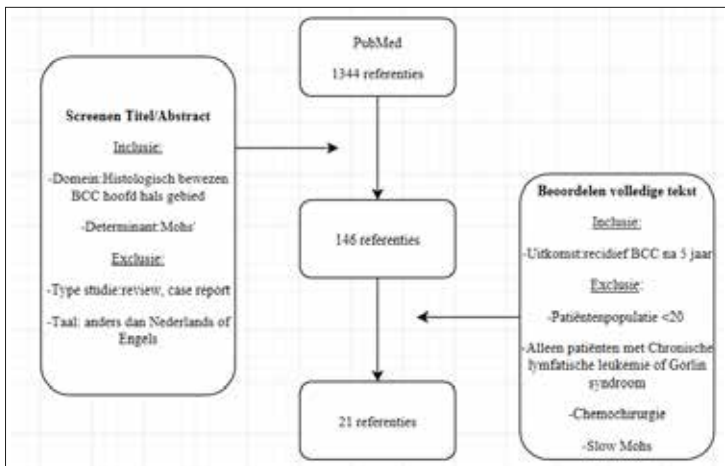 PubMed
1344 referenties
Screenen Titel/Abstract
Inclusie:
-Domein:Histologisch bewezen
BCC hoofd hals gebied
-Determinant:Mohs'
Exclusie:
-Type studie:review, case report
-Taal: anders dan Nederlands of
Engels
146 referenties
Beoordelen volledige tekst
Inclusie:
-Uitkomst:recidief BCC na 5 jaar
Exclusie:
-Patiëntenpopulatie <20
-Alleen patiënten met Chronische
lymfatische leukemie of Gorlin
syndroom
-Chemochirurgie
-Slow Mohs
21 referenties